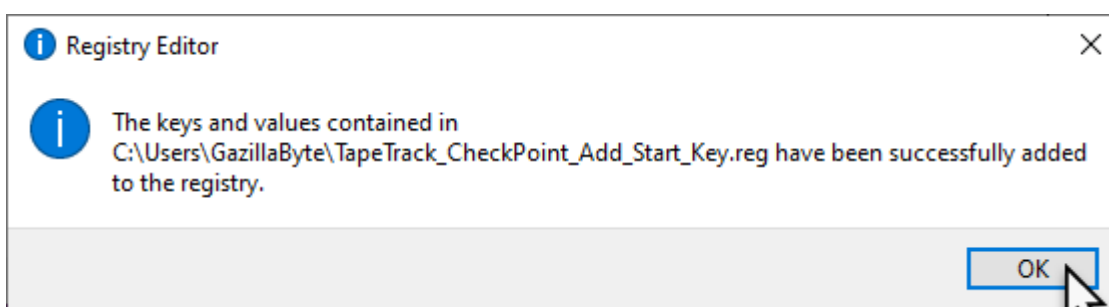 Registry Editor
The keys and values contained in
C:\Users\GazillaByte\TapeTrack_CheckPoint_Add_Start_Key.reg have been successfully added
to the registry.
OK